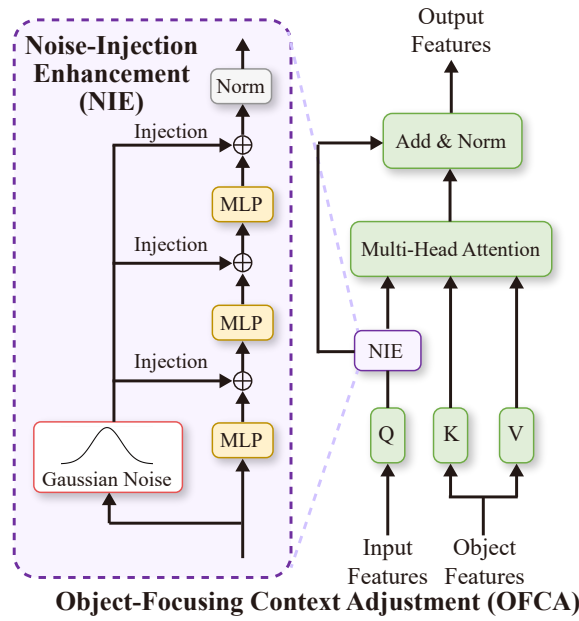 Noise-Injection
Enhancement
(NIE)
Norm
Injection
MLP
Injection
MLP
Injection
MLP
Gaussian Noise
Output
Features
Add & Norm
Multi-Head Attention
NIE
Q
K
V
Input
Features
Object
Features
Object-Focusing Context Adjustment (OFCA)